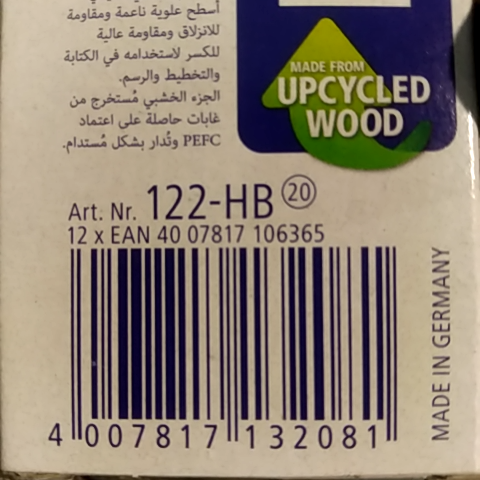 أسطح علوية ناعمة ومقاومة
للانزلاق ومقاومة عالية
للكسر لاستخدامه في الكتابة
والتخطيط والرسم.
الجزء الخشبي مُستخرج من
غابات حاصلة على اعتماد
PEFC وتُدار بشكل مُستدام.
MADE FROM
UPCYCLED
WOOD
Art. Nr. 122-HB 20
12 x EAN 40 07817 106365
4 007817 132081
MADE IN GERMANY